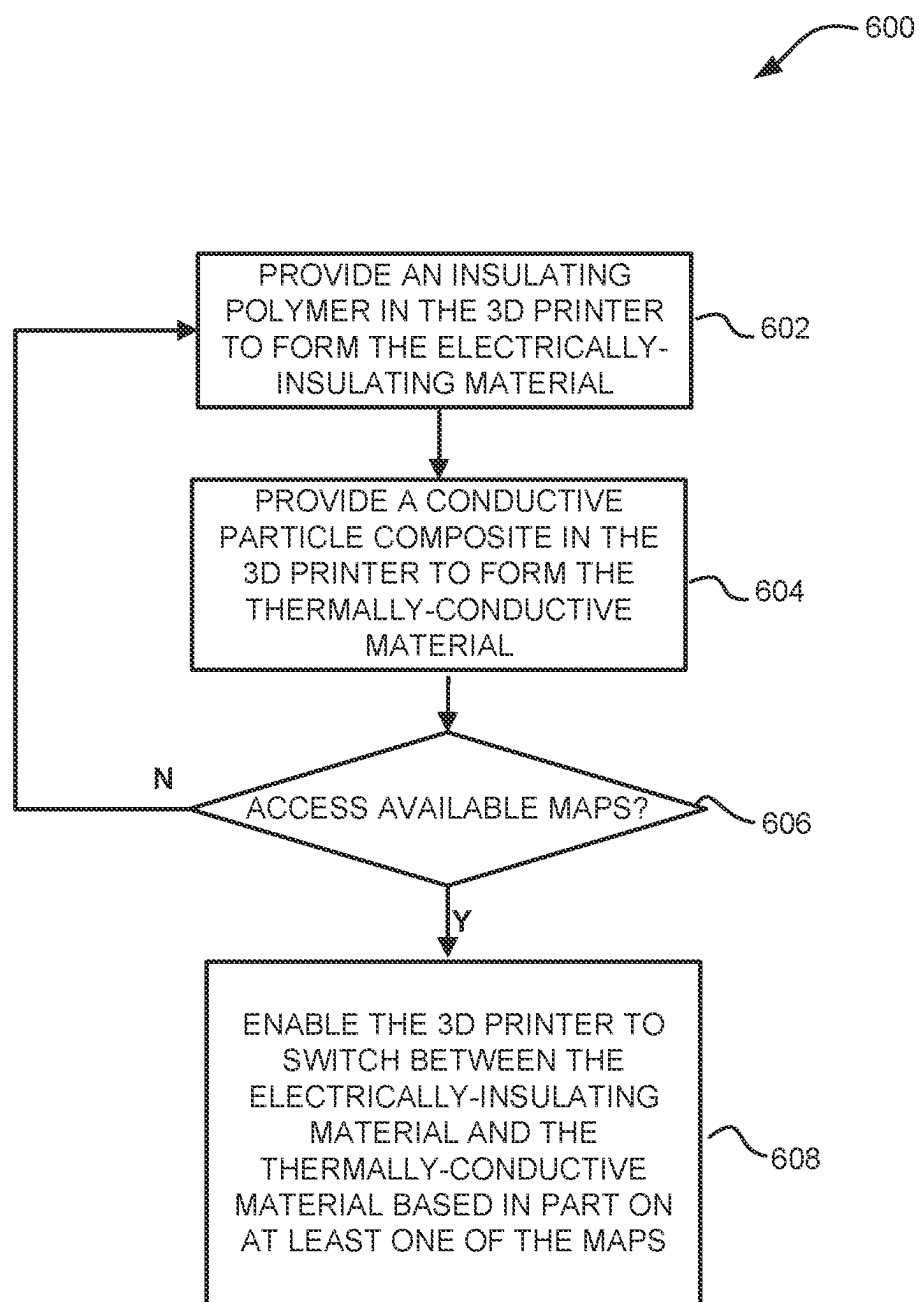 600
PROVIDE AN INSULATING
POLYMER IN THE 3D PRINTER
TO FORM THE ELECTRICALLY-
INSULATING MATERIAL
602
PROVIDE A CONDUCTIVE
PARTICLE COMPOSITE IN THE
3D PRINTER TO FORM THE
THERMALLY-CONDUCTIVE
MATERIAL
604
N
ACCESS AVAILABLE MAPS?
606
Y
ENABLE THE 3D PRINTER TO
SWITCH BETWEEN THE
ELECTRICALLY-INSULATING
MATERIAL AND THE
THERMALLY-CONDUCTIVE
MATERIAL BASED IN PART ON
AT LEAST ONE OF THE MAPS
608